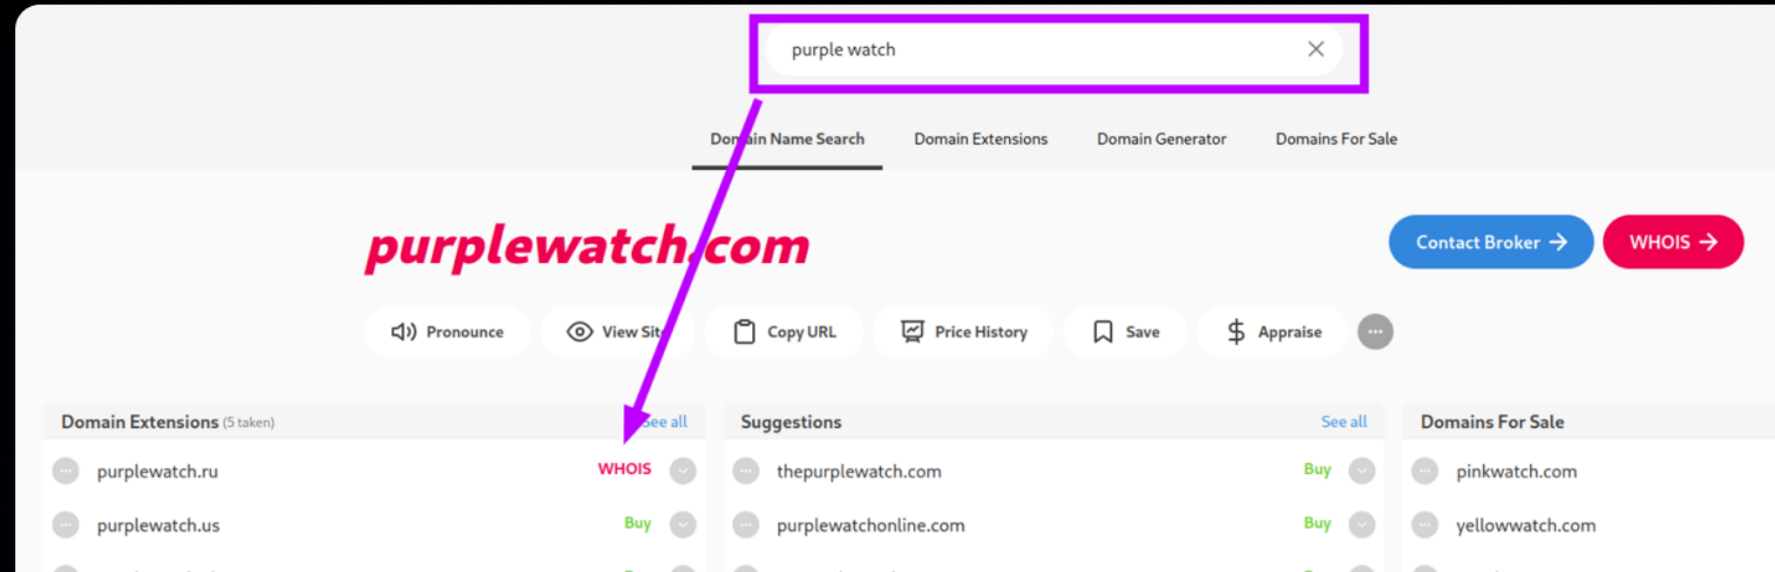 purple watch
Domain Name Search Domain Extensions Domain Generator Domains For Sale
purplewatch.com
Contact Broker → WHOIS →
Pronounce View Site Copy URL Price History Save $ Appraise
Domain Extensions (5 taken) See all
purplewatch.ru WHOIS
purplewatch.us Buy
Suggestions See all
thepurplewatch.com Buy
purplewatchonline.com Buy
Domains For Sale
pinkwatch.com
yellowwatch.com